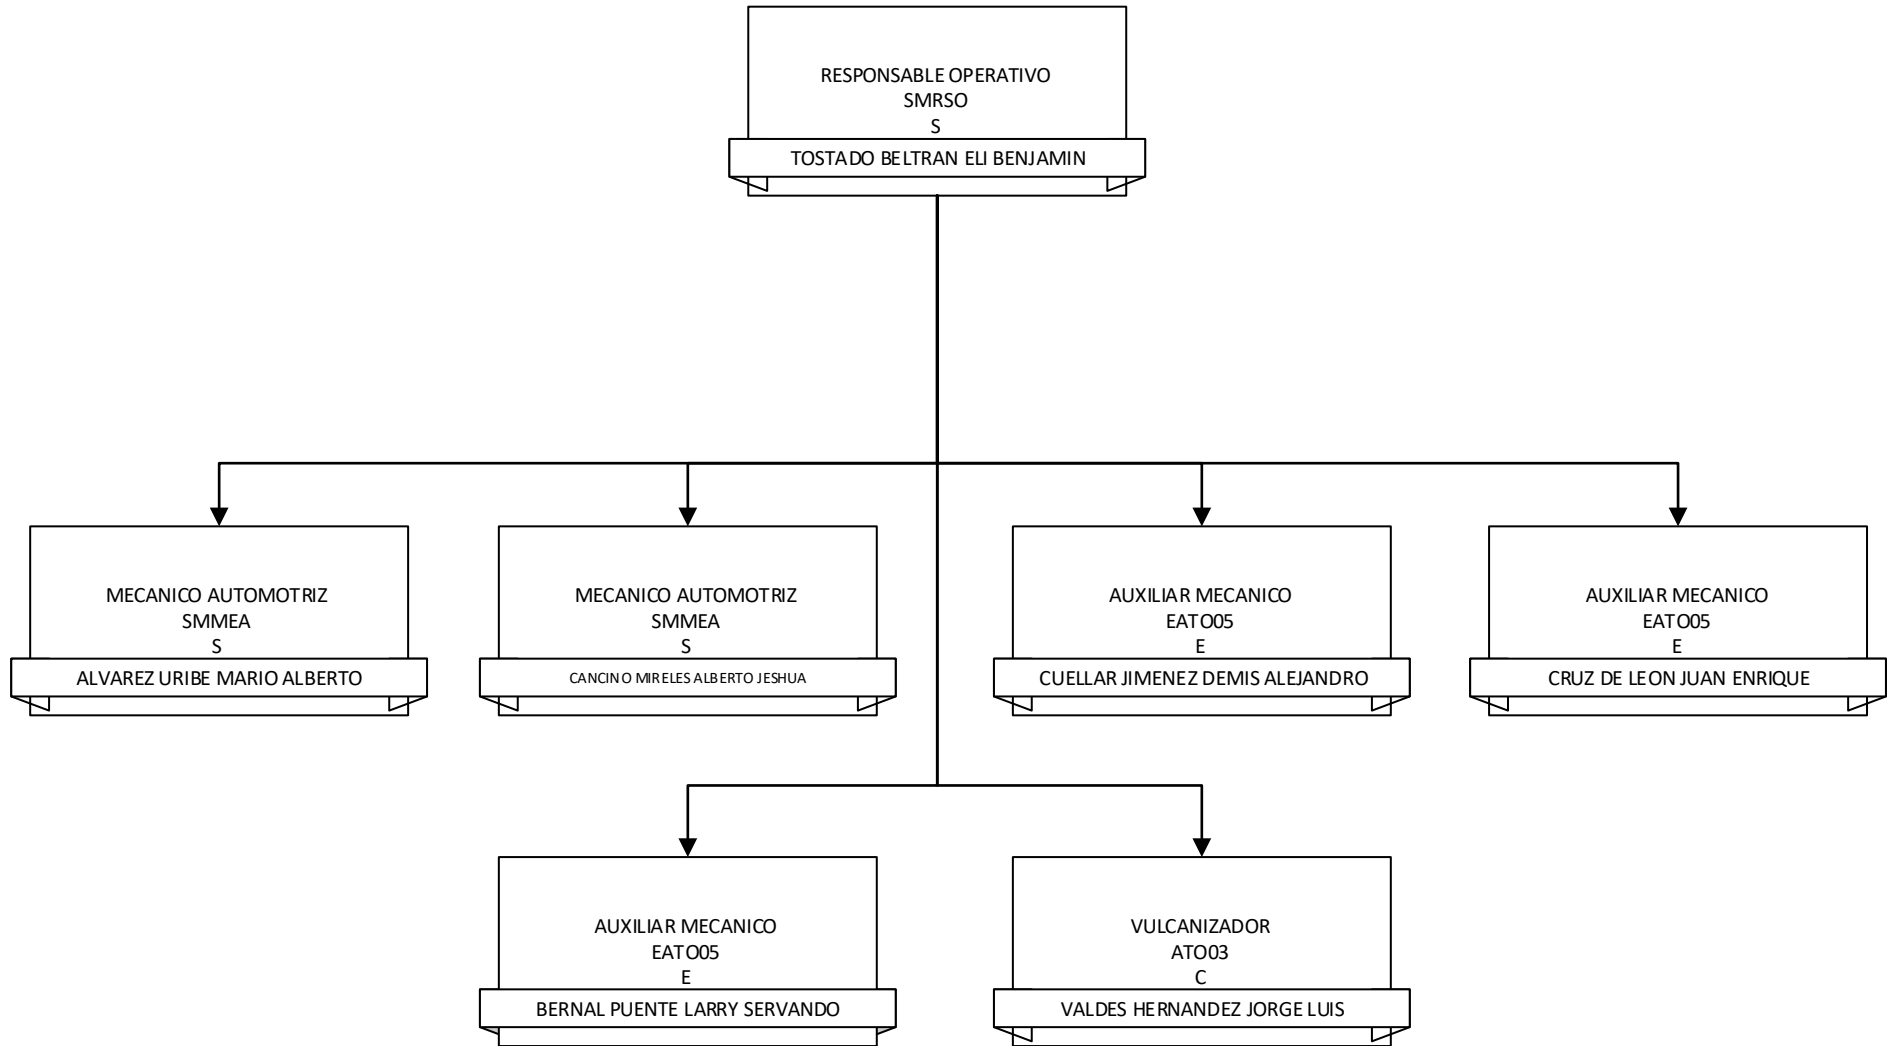 RESPONSABLE OPERATIVO
SMRSO
S
TOSTADO BELTRAN ELI BENJAMIN
MECANICO AUTOMOTRIZ
SMMEA
S
ALVAREZ URIBE MARIO ALBERTO
MECANICO AUTOMOTRIZ
SMMEA
S
CANCINO MIRELES ALBERTO JESHUA
AUXILIAR MECANICO
EATO05
E
CUELLAR JIMENEZ DEMIS ALEJANDRO
AUXILIAR MECANICO
EATO05
E
CRUZ DE LEON JUAN ENRIQUE
AUXILIAR MECANICO
EATO05
E
BERNAL PUENTE LARRY SERVANDO
VULCANIZADOR
ATO03
C
VALDES HERNANDEZ JORGE LUIS